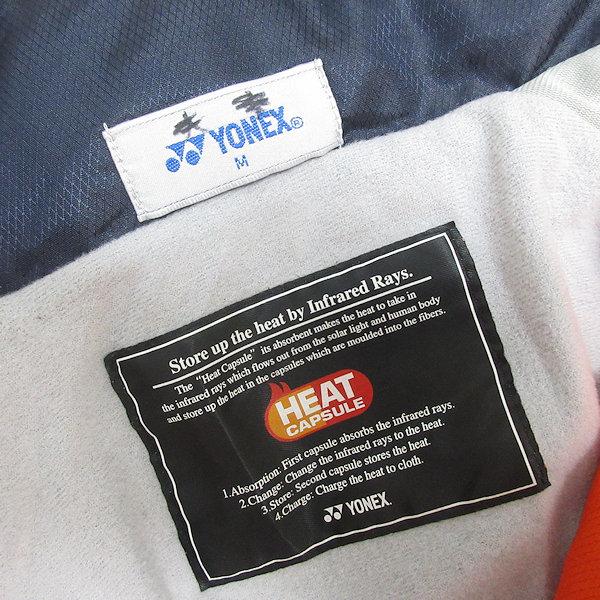 YONEX®
M
Store up the heat by Infrared Rays.
The "Heat Capsule" its absorbent makes the heat to take in
the infrared rays which flows out from the solar light and human body
and store up the heat in the capsules which are moulded into the fibers.
HEAT
CAPSULE
1.Absorption: First capsule absorbs the infrared rays.
2.Change: Change the infrared rays to the heat.
3.Store: Second capsule stores the heat.
4.Charge: Charge the heat to cloth.
YONEX.